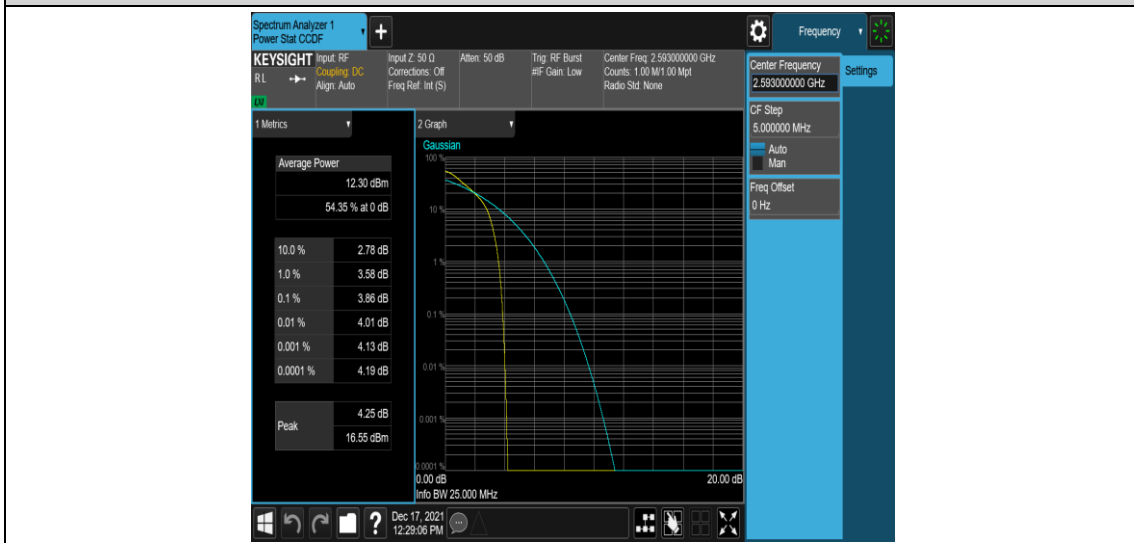 Spectrum Analyzer 1
Power Stat CCDF
+
Frequency
KEYSIGHT
RL
LXI
Input: RF
Coupling: DC
Align: Auto
Input Z: 50 Ω
Corrections: Off
Freq Ref: Int (S)
Atten: 50 dB
Trig: RF Burst
#IF Gain: Low
Center Freq: 2.593000000 GHz
Counts: 1.00 M/1.00 Mpt
Radio Std: None
Center Frequency
2.593000000 GHz
Settings
CF Step
5.000000 MHz
Auto
Man
Freq Offset
0 Hz
1 Metrics
Average Power
12.30 dBm
54.35 % at 0 dB
10.0 % 2.78 dB
1.0 % 3.58 dB
0.1 % 3.86 dB
0.01 % 4.01 dB
0.001 % 4.13 dB
0.0001 % 4.19 dB
Peak
4.25 dB
16.55 dBm
2 Graph
Gaussian
100 %
10 %
1 %
0.1 %
0.01 %
0.001 %
0.0001 %
0.00 dB 20.00 dB
Info BW 25.000 MHz
?
Dec 17, 2021
12:29:06 PM